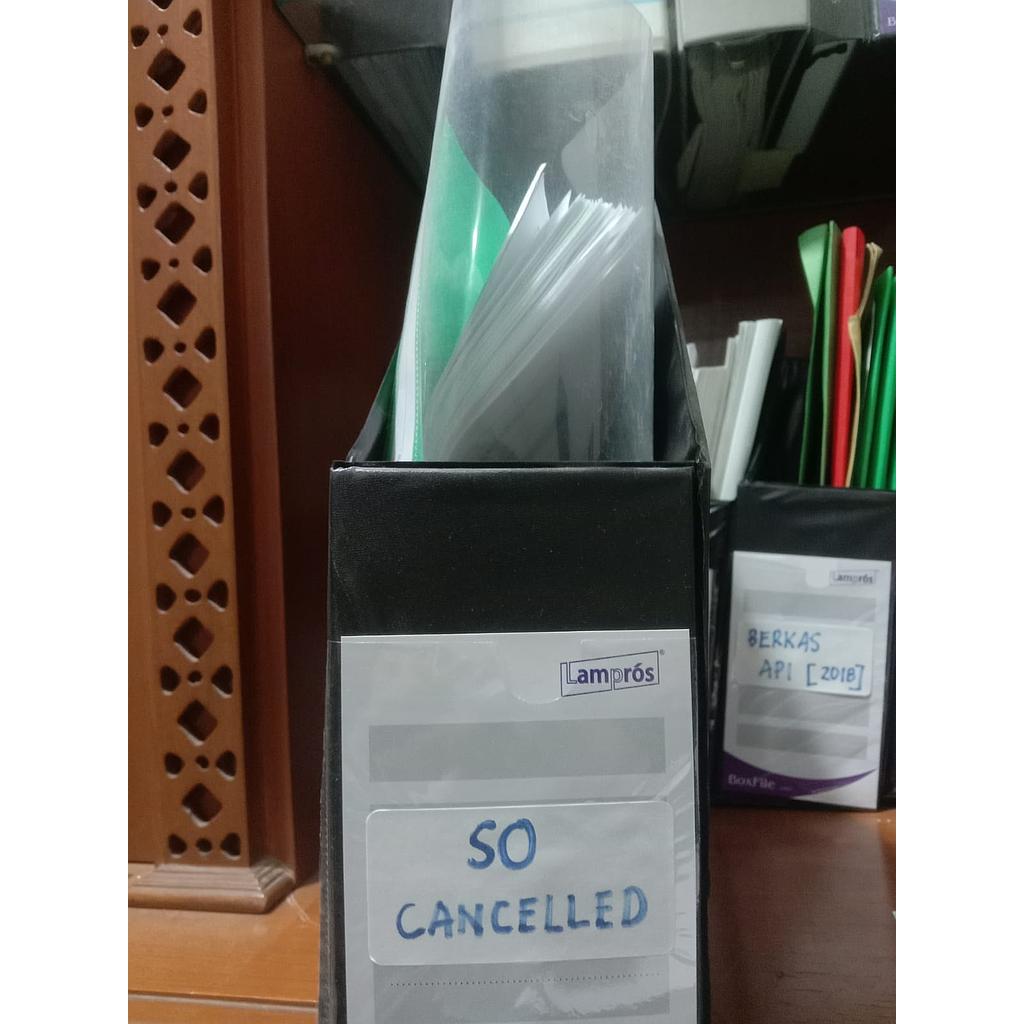 Lamprós®
SO
CANCELLED
Lamprós
BERKAS
API [2018]
BoxFile